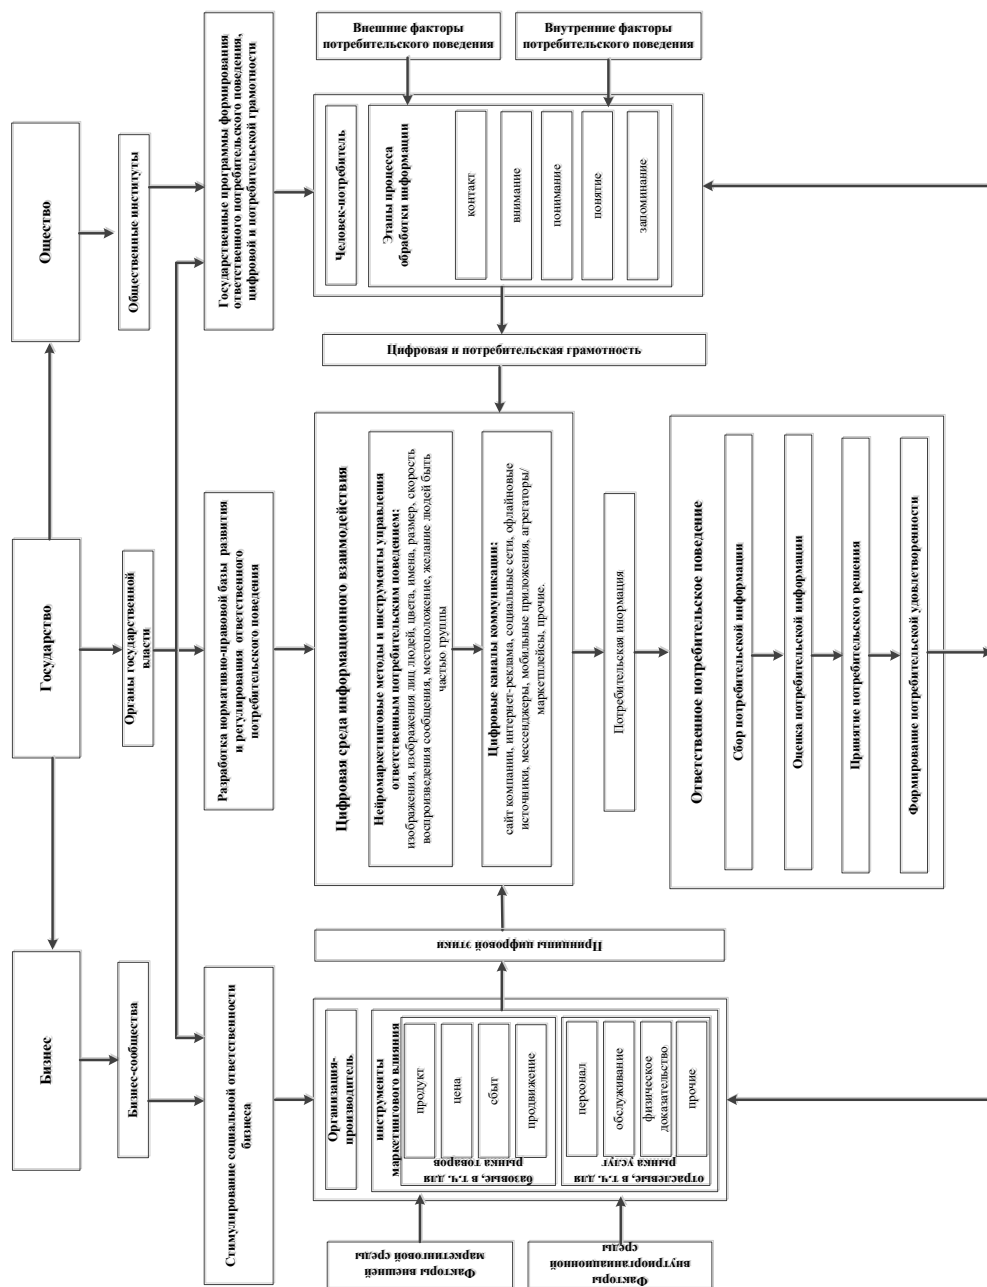 Бизнес
Государство
Ощество
Бизнес-сообщества
Органы государственной
власти
Общественные институты
Стимулирование социальной ответственности
бизнеса
Разработка нормативно-правовой базы развития
и регулирования ответственного
потребительского поведения
Государственные программы формирования
ответственного потребительского поведения,
цифровой и потребительской грамотности
Факторы внешней
маркетинговой среды
Факторы
внутриорганизационной
среды
Организация-
производитель
инструменты
маркетингового влияния
базовые, в т.ч. для
рынка товаров
продукт
цена
сбыт
продвижение
отраслевые, в т. ч. для
рынка услуг
персонал
обслуживание
физическое
доказательство
прочие
Принципы цифровой этики
Цифровая среда информационного взаимодействия
Нейромаркетинговые методы и инструменты управления
ответственным потребительским поведением:
изображения, изображения лиц людей, цвета, имена, размер, скорость
воспроизведения сообщения, местоположение, желание людей быть
частью группы
Цифровые каналы коммуникации:
сайт компании, интернет-реклама, социальные сети, офлайновые
источники, мессенджеры, мобильные приложения, агрегаторы/
маркетплейсы, прочие.
Цифровая и потребительская грамотность
Человек-потребитель
Этапы процесса
обработки информации
контакт
внимание
понимание
понятие
запоминание
Внешние факторы
потребительского поведения
Внутренние факторы
потребительского поведения
Потребительская инормация
Ответственное потребительское поведение
Сбор потребительской информации
Оценка потребительской информации
Принятие потребительского решения
Формирование потребительской удовлетворенности